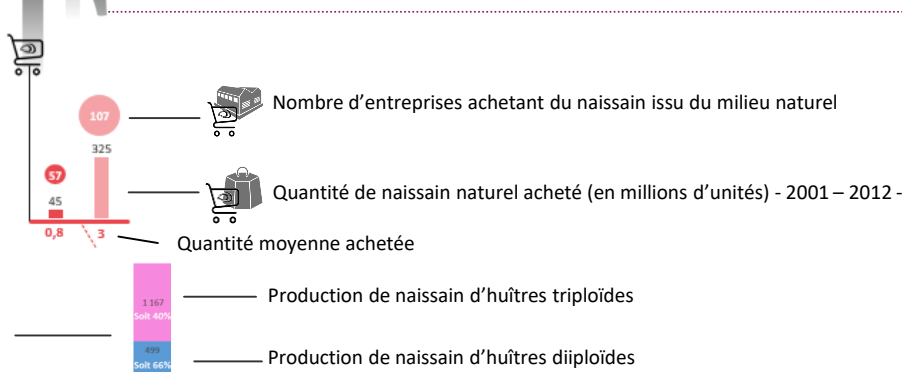 107
Nombre d'entreprises achetant du naissain issu du milieu naturel
325
57
45
Quantité de naissain naturel acheté (en millions d'unités) - 2001 – 2012 -
0,8 3
Quantité moyenne achetée
1 167
Soit 40%
Production de naissain d'huîtres triploïdes
499
Soit 66%
Production de naissain d'huîtres diiploïdes